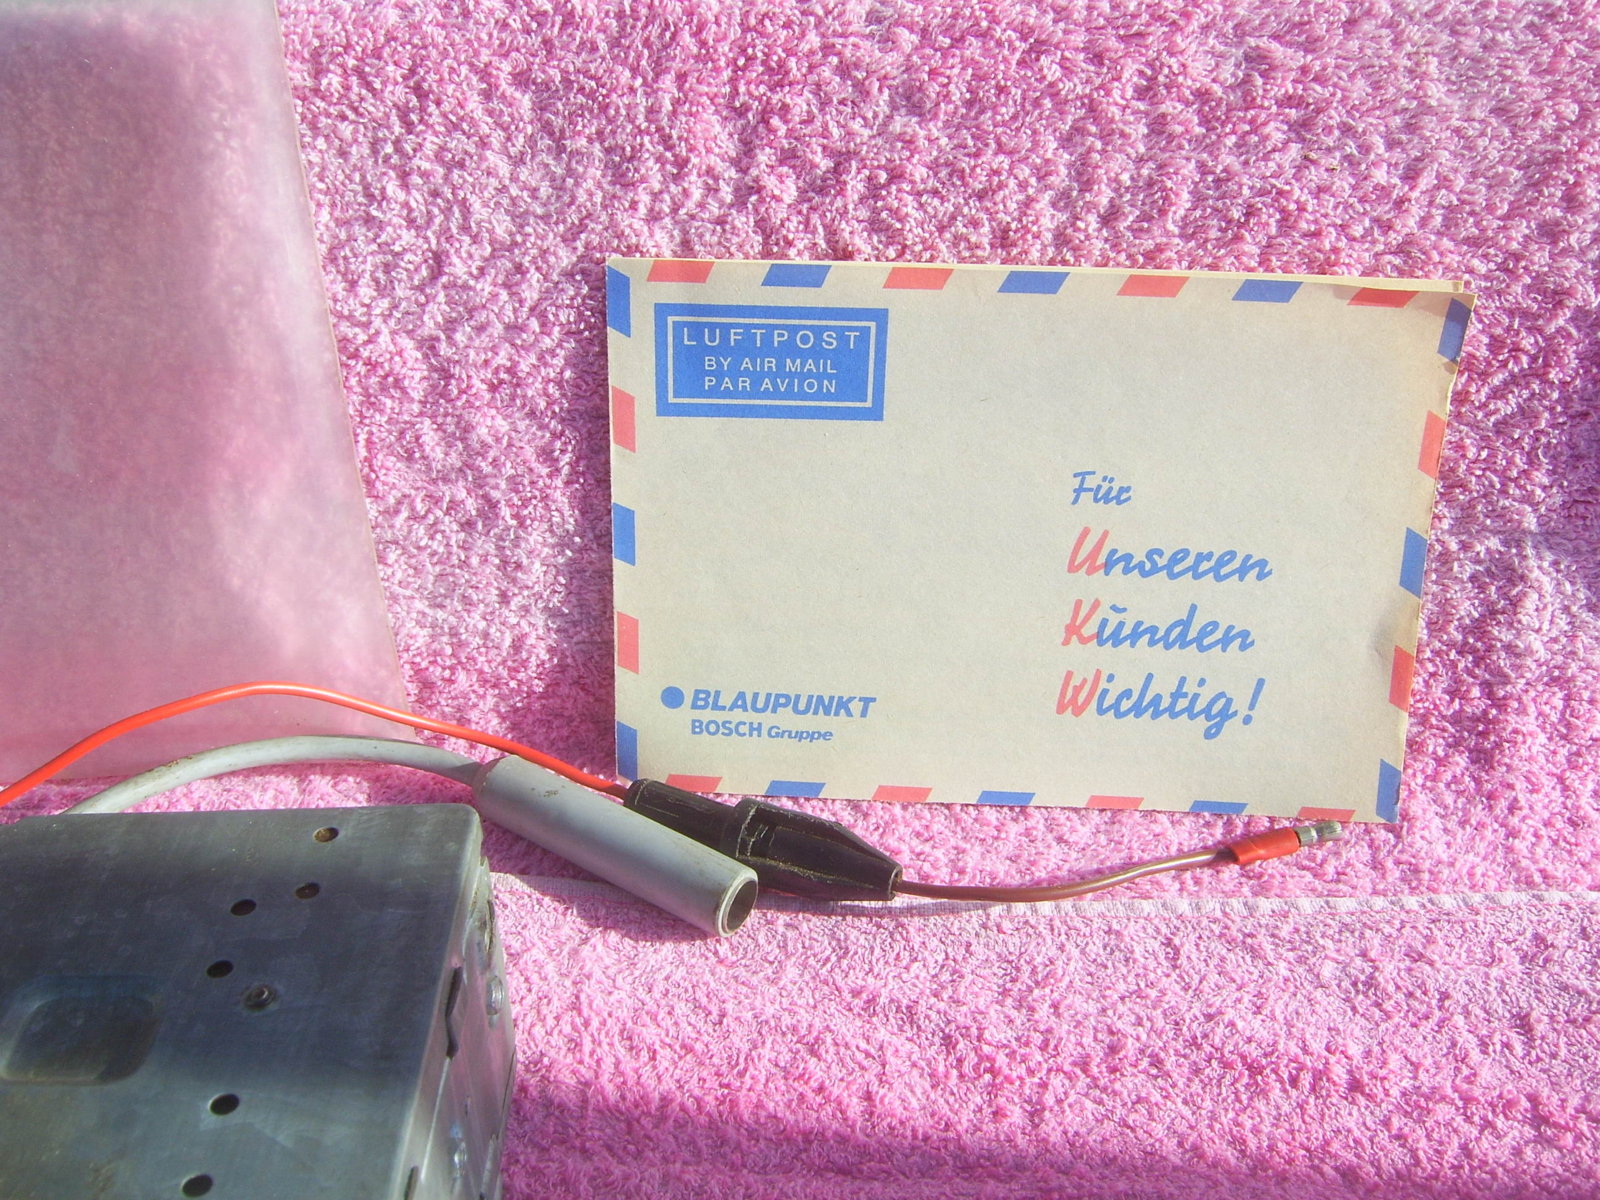 LUFTPOST
BY AIR MAIL
PAR AVION
Für
Unseren
Kunden
Wichtig!
BLAUPUNKT
BOSCH Gruppe